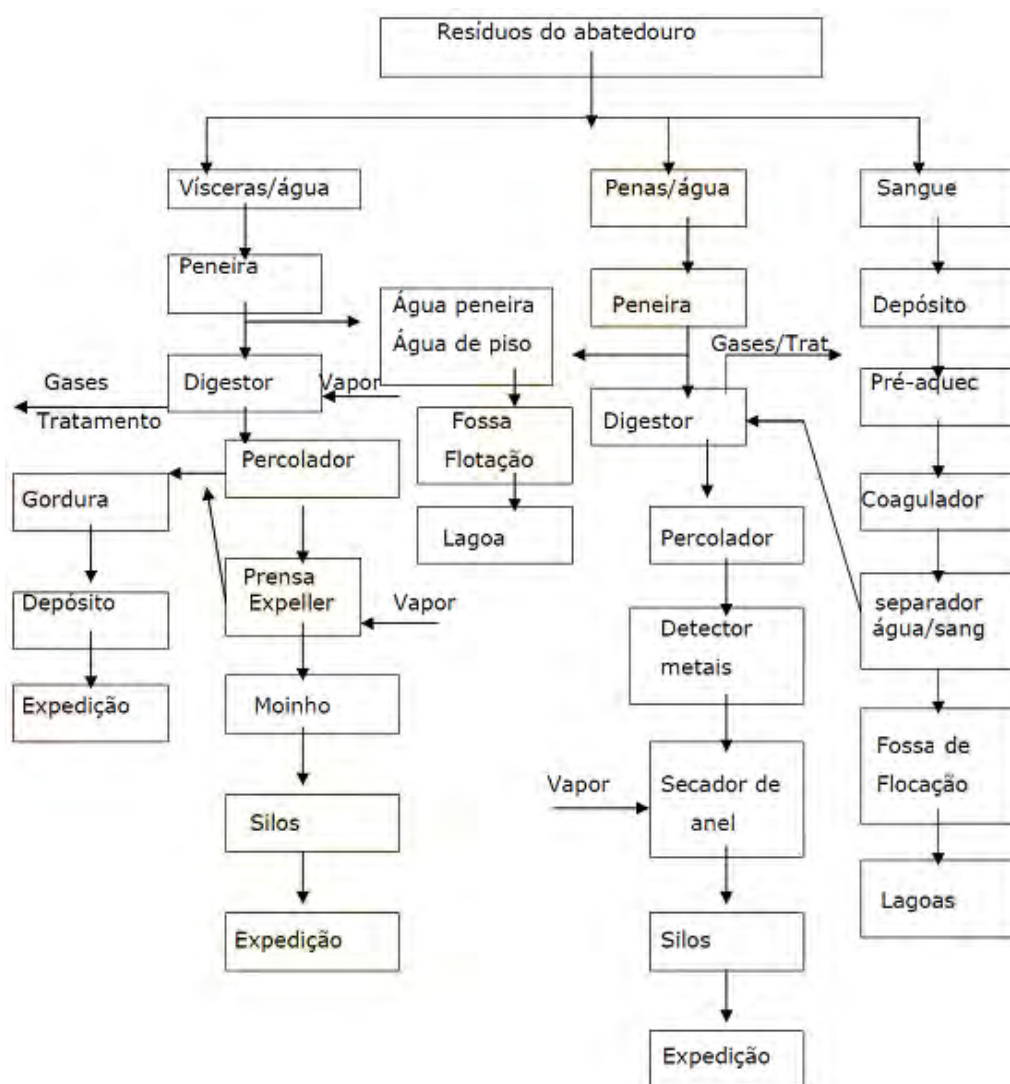 Resíduos do abatedouro
Vísceras/água
Penas/água
Sangue
Peneira
Água peneira
Água de piso
Peneira
Depósito
Gases/Trat
Gases
Tratamento
Digestor
Vapor
Digestor
Pré-aquec
Fossa
Flotação
Percolador
Gordura
Coagulador
Lagoa
Percolador
Depósito
Prensa
Expeller
Vapor
Detector
metais
separador
água/sang
Expedição
Moinho
Fossa de
Flocação
Vapor
Secador de
anel
Silos
Lagoas
Expedição
Silos
Expedição